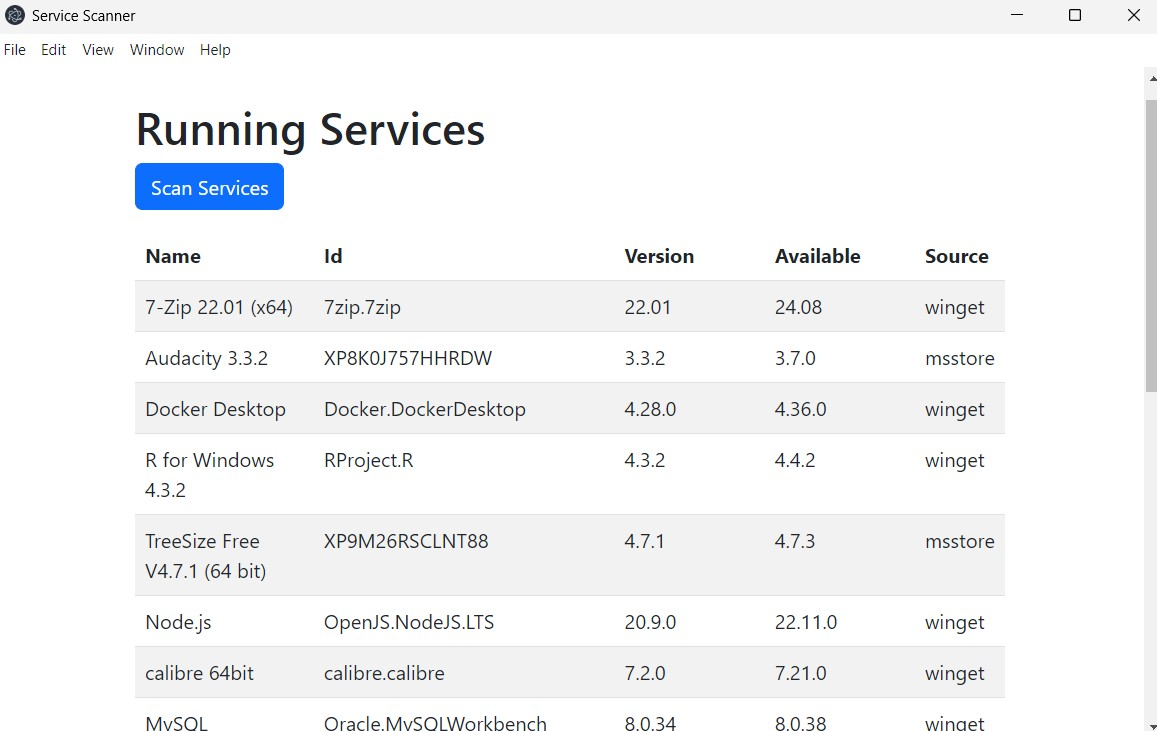 Service Scanner
File Edit View Window Help
Running Services
Scan Services
Name Id Version Available Source
7-Zip 22.01 (x64) 7zip.7zip 22.01 24.08 winget
Audacity 3.3.2 XP8K0J757HHRDW 3.3.2 3.7.0 msstore
Docker Desktop Docker.DockerDesktop 4.28.0 4.36.0 winget
R for Windows RProject.R 4.3.2 4.4.2 winget
4.3.2
TreeSize Free XP9M26RSCLNT88 4.7.1 4.7.3 msstore
V4.7.1 (64 bit)
Node.js OpenJS.NodeJS.LTS 20.9.0 22.11.0 winget
calibre 64bit calibre.calibre 7.2.0 7.21.0 winget
MySQL Oracle.MySQLWorkbench 8.0.34 8.0.38 winget